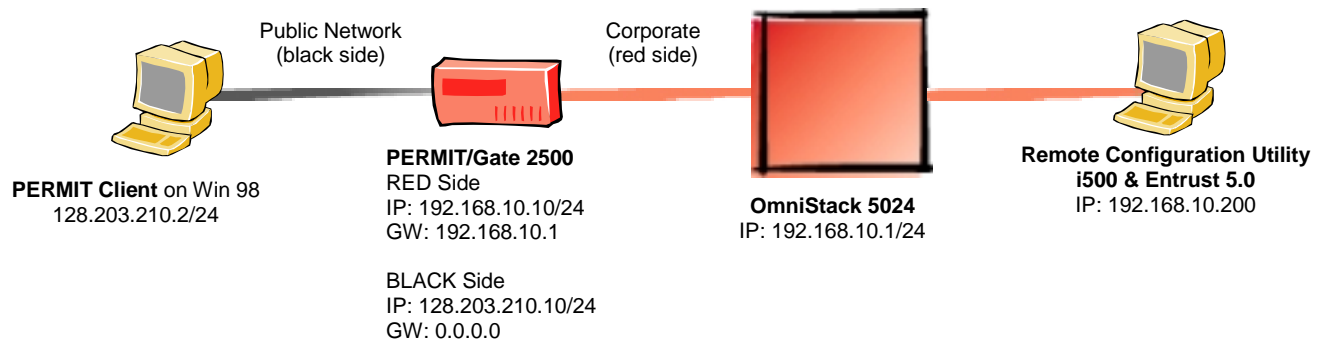 Public Network
(black side)
Corporate
(red side)
PERMIT Client on Win 98
128.203.210.2/24
PERMIT/Gate 2500
RED Side
IP: 192.168.10.10/24
GW: 192.168.10.1
BLACK Side
IP: 128.203.210.10/24
GW: 0.0.0.0
OmniStack 5024
IP: 192.168.10.1/24
Remote Configuration Utility
i500 & Entrust 5.0
IP: 192.168.10.200